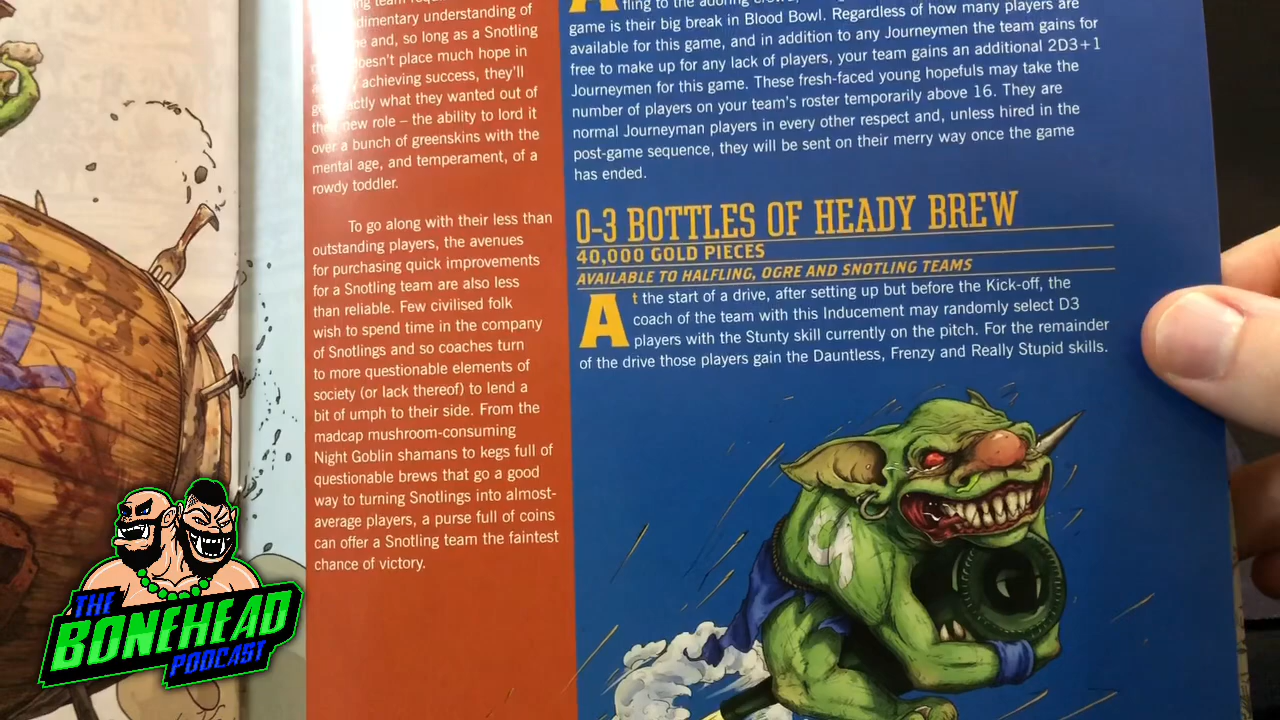 dimentary understanding of
and, so long as a Snotling
doesn't place much hope in
achieving success, they'll
exactly what they wanted out of
new role – the ability to lord it
over a bunch of greenskins with the
mental age, and temperament, of a
rowdy toddler.
To go along with their less than
outstanding players, the avenues
for purchasing quick improvements
for a Snotling team are also less
than reliable. Few civilised folk
wish to spend time in the company
of Snotlings and so coaches turn
to more questionable elements of
society (or lack thereof) to lend a
bit of umph to their side. From the
madcap mushroom-consuming
Night Goblin shamans to kegs full of
questionable brews that go a good
way to turning Snotlings into almost-
average players, a purse full of coins
can offer a Snotling team the faintest
chance of victory.
fling to the adoring
game is their big break in Blood Bowl. Regardless of how many players are
available for this game, and in addition to any Journeymen the team gains for
free to make up for any lack of players, your team gains an additional 2D3+1
Journeymen for this game. These fresh-faced young hopefuls may take the
number of players on your team's roster temporarily above 16. They are
normal Journeyman players in every other respect and, unless hired in the
post-game sequence, they will be sent on their merry way once the game
has ended.
0-3 BOTTLES OF HEADY BREW
40,000 GOLD PIECES
AVAILABLE TO HALFLING, OGRE AND SNOTLING TEAMS
At the start of a drive, after setting up but before the Kick-off, the
coach of the team with this Inducement may randomly select D3
players with the Stunty skill currently on the pitch. For the remainder
of the drive those players gain the Dauntless, Frenzy and Really Stupid skills.
THE
BONEHEAD
PODCAST